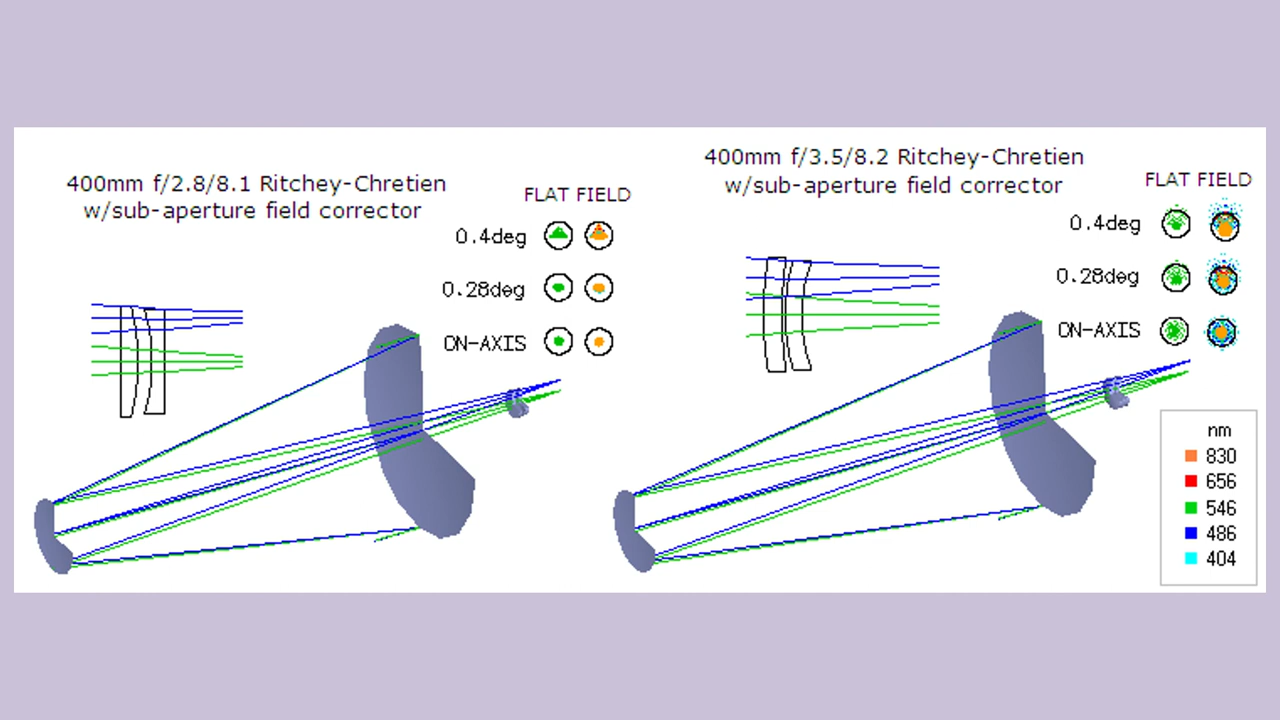 400mm f/2.8/8.1 Ritchey-Chretien
w/sub-aperture field corrector
FLAT FIELD
0.4deg
0.28deg
ON-AXIS
400mm f/3.5/8.2 Ritchey-Chretien
w/sub-aperture field corrector
FLAT FIELD
0.4deg
0.28deg
ON-AXIS
nm
830
656
546
486
404